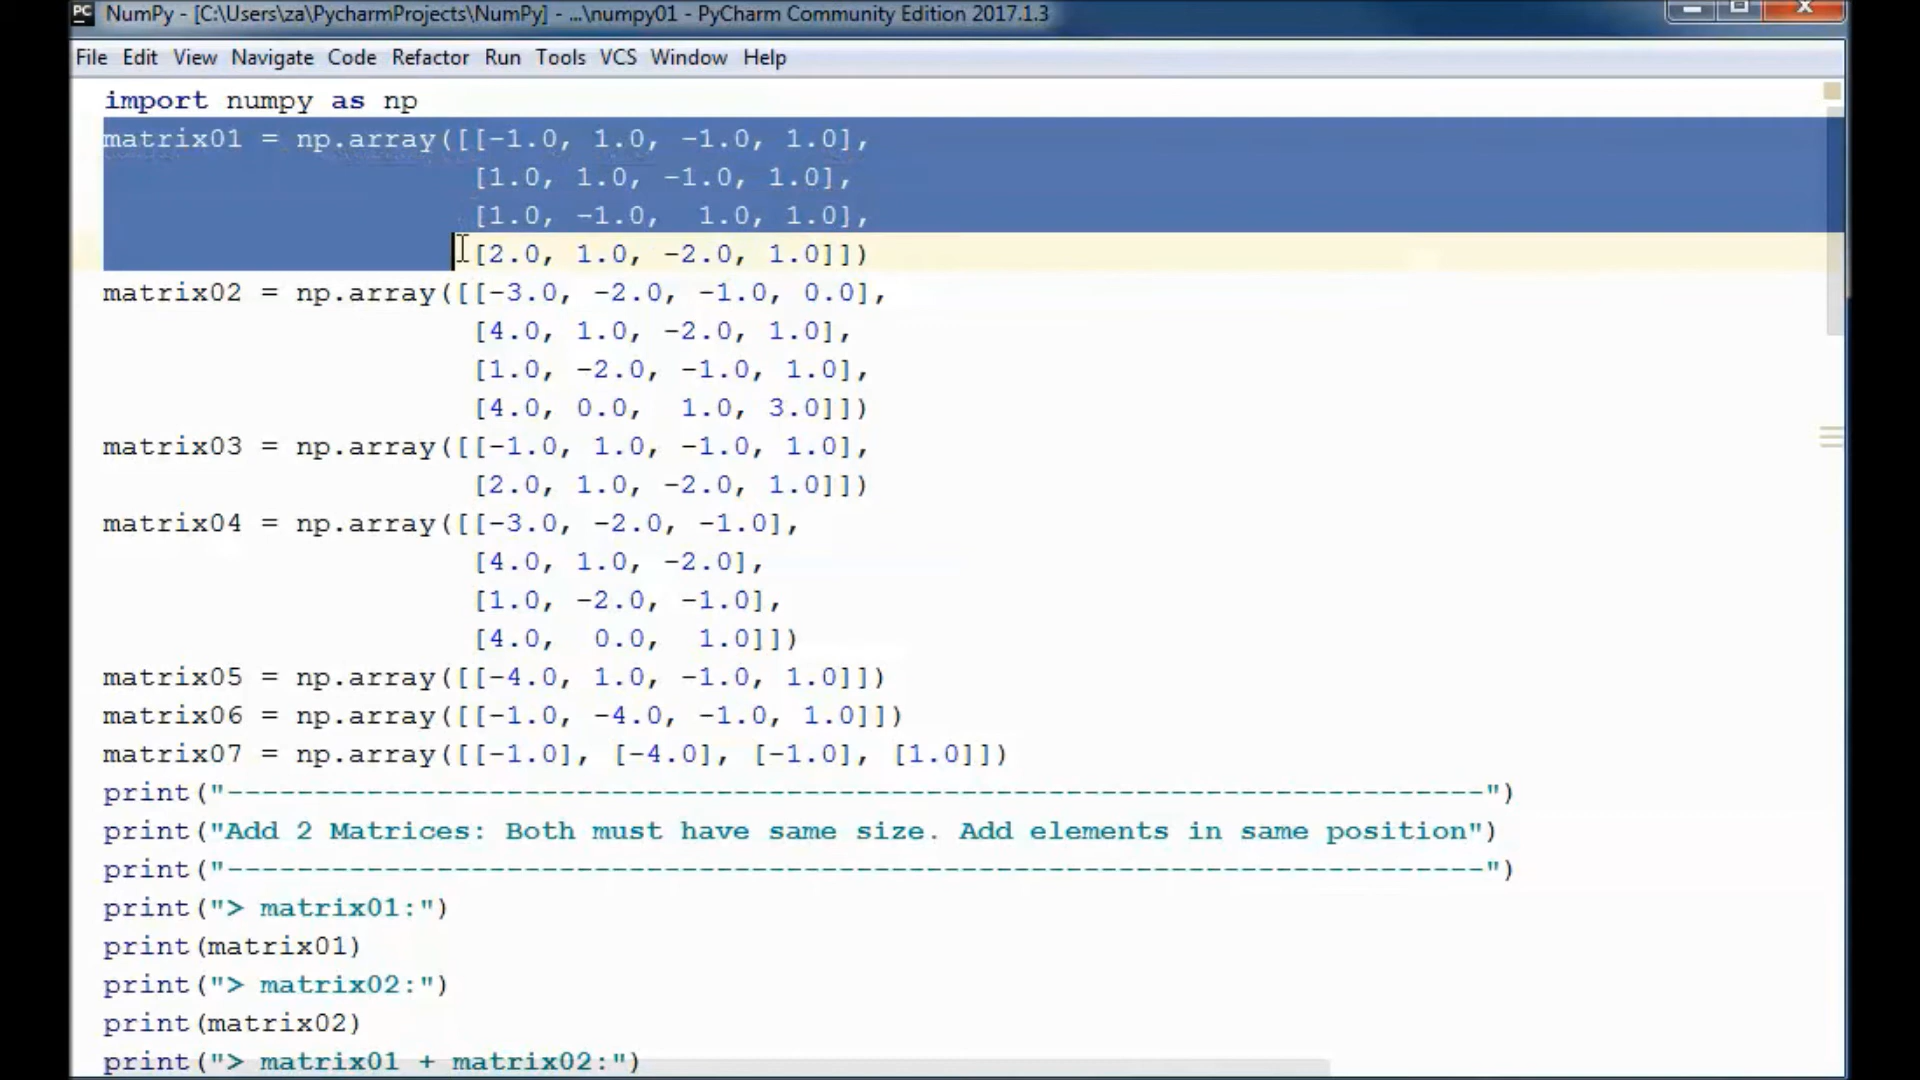 NumPy - [C:\Users\za\PycharmProjects\NumPy] - ...\numpy01 - PyCharm Community Edition 2017.1.3
File Edit View Navigate Code Refactor Run Tools VCS Window Help
import numpy as np
matrix01 = np.array([[-1.0, 1.0, -1.0, 1.0],
[1.0, 1.0, -1.0, 1.0],
[1.0, -1.0,  1.0, 1.0],
[2.0, 1.0, -2.0, 1.0]])
matrix02 = np.array([[-3.0, -2.0, -1.0, 0.0],
[4.0, 1.0, -2.0, 1.0],
[1.0, -2.0, -1.0, 1.0],
[4.0, 0.0,  1.0, 3.0]])
matrix03 = np.array([[-1.0, 1.0, -1.0, 1.0],
[2.0, 1.0, -2.0, 1.0]])
matrix04 = np.array([[-3.0, -2.0, -1.0],
[4.0, 1.0, -2.0],
[1.0, -2.0, -1.0],
[4.0,  0.0,  1.0]])
matrix05 = np.array([[-4.0, 1.0, -1.0, 1.0]])
matrix06 = np.array([[-1.0, -4.0, -1.0, 1.0]])
matrix07 = np.array([[-1.0], [-4.0], [-1.0], [1.0]])
print("------------------------------------------------------------------------")
print("Add 2 Matrices: Both must have same size. Add elements in same position")
print("------------------------------------------------------------------------")
print("> matrix01:")
print(matrix01)
print("> matrix02:")
print(matrix02)
print("> matrix01 + matrix02:")